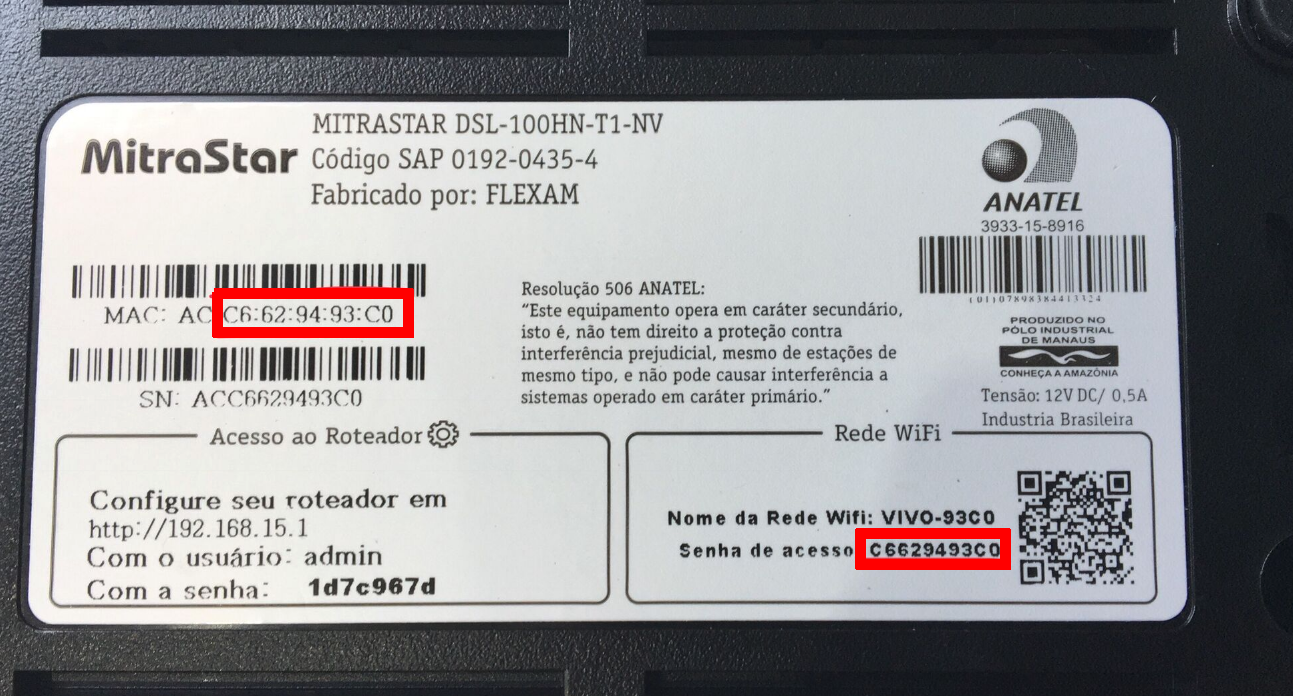 MitraStar
MITRASTAR DSL-100HN-T1-NV
Código SAP 0192-0435-4
Fabricado por: FLEXAM
ANATEL
3933-15-8916
(01)07898384413324
MAC: AC C6:62:94:93:C0
SN: ACC6629493C0
Resolução 506 ANATEL:
“Este equipamento opera em caráter secundário,
isto é, não tem direito a proteção contra
interferência prejudicial, mesmo de estações de
mesmo tipo, e não pode causar interferência a
sistemas operado em caráter primário.”
PRODUZIDO NO
PÓLO INDUSTRIAL
DE MANAUS
CONHEÇA A AMAZÔNIA
Tensão: 12V DC/ 0,5A
Industria Brasileira
Acesso ao Roteador
Configure seu roteador em
http://192.168.15.1
Com o usuário: admin
Com a senha: 1d7c967d
Rede WiFi
Nome da Rede Wifi: VIVO-93C0
Senha de acesso C6629493C0